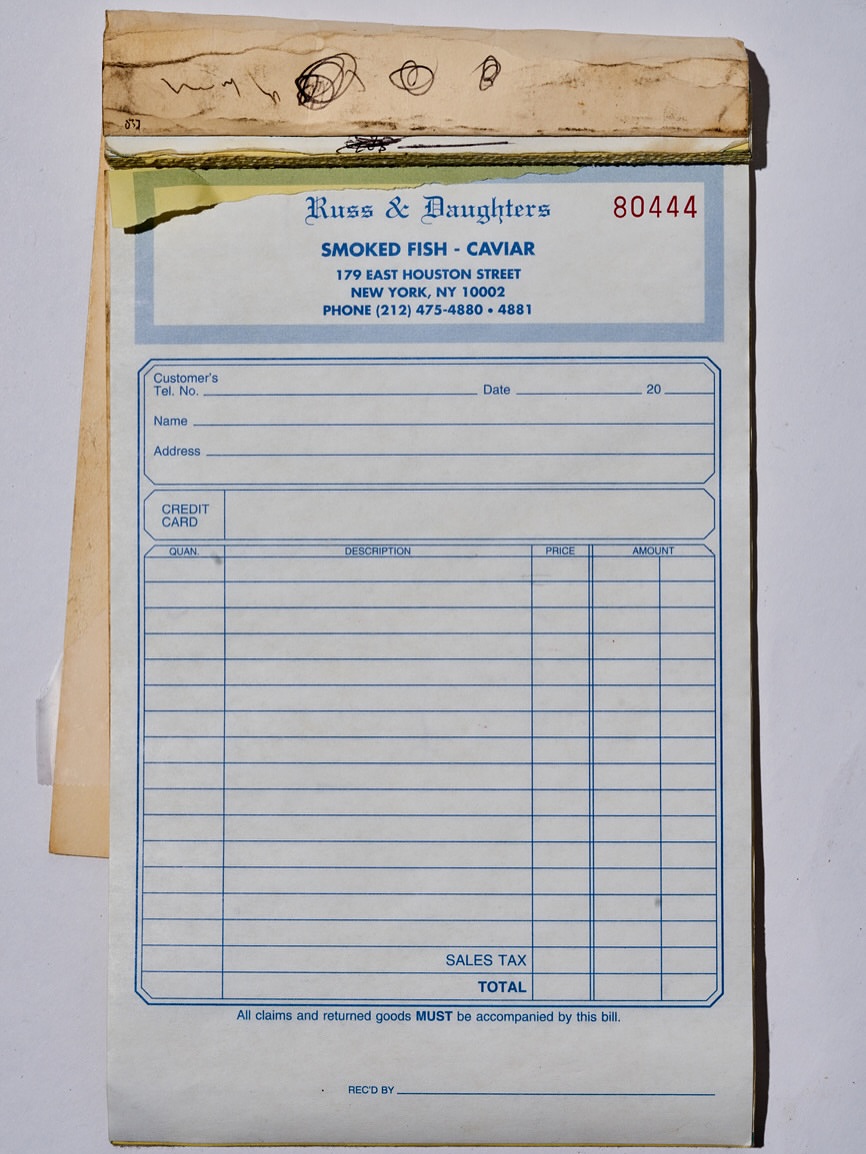 Russ & Daughters 80444
SMOKED FISH - CAVIAR
179 EAST HOUSTON STREET
NEW YORK, NY 10002
PHONE (212) 475-4880 • 4881
Customer's
Tel. No. Date 20
Name
Address
CREDIT
CARD
QUAN. DESCRIPTION PRICE AMOUNT
SALES TAX
TOTAL
All claims and returned goods MUST be accompanied by this bill.
REC'D BY